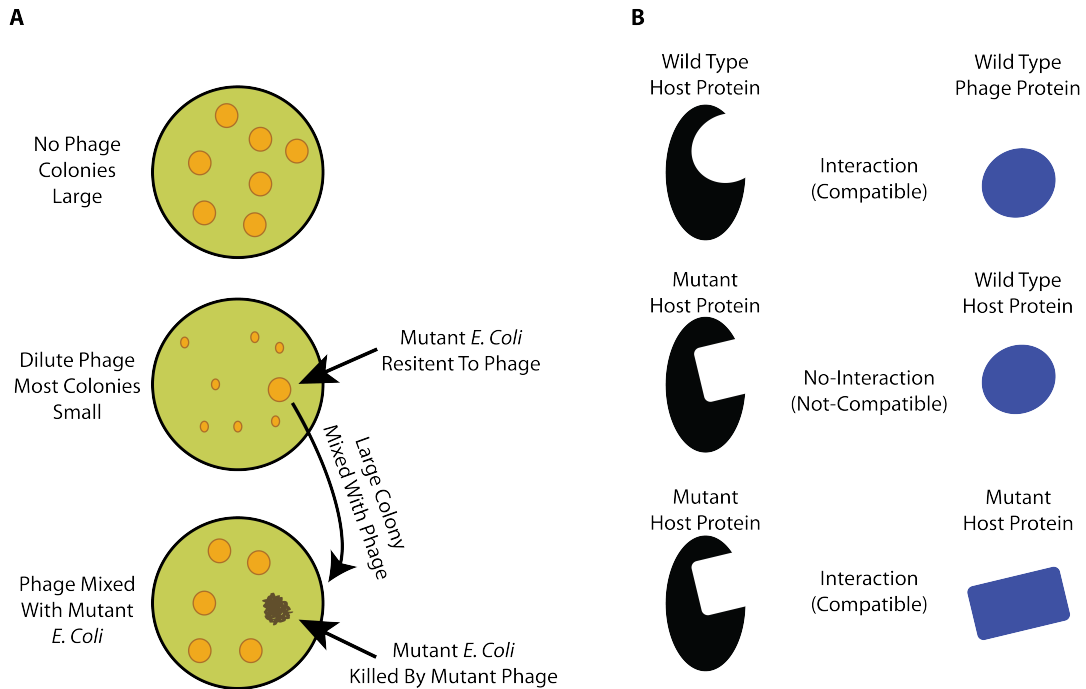 A
No Phage
Colonies
Large
Dilute Phage
Most Colonies
Small
Mutant E. Coli
Resitent To Phage
Large Colony
Mixed With Phage
Phage Mixed
With Mutant
E. Coli
Mutant E. Coli
Killed By Mutant Phage
B
Wild Type
Host Protein
Wild Type
Phage Protein
Interaction
(Compatible)
Mutant
Host Protein
Wild Type
Host Protein
No-Interaction
(Not-Compatible)
Mutant
Host Protein
Mutant
Host Protein
Interaction
(Compatible)